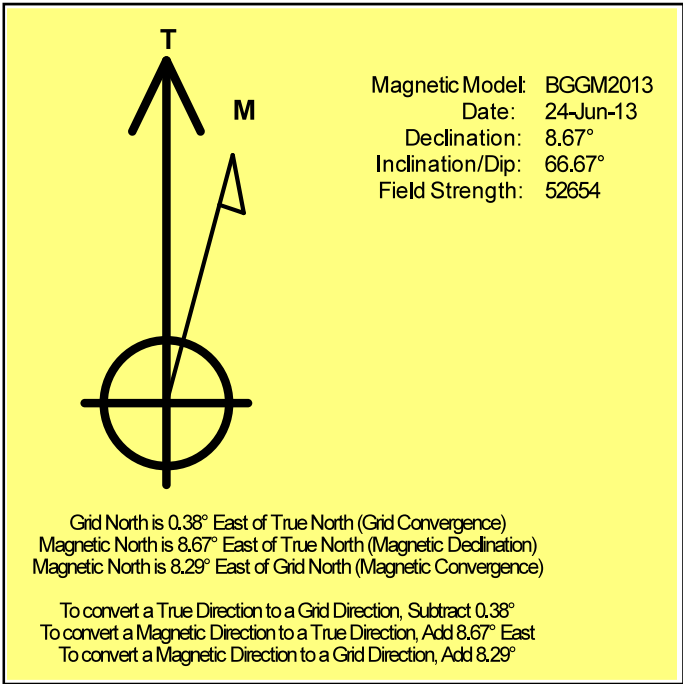 T
M
Magnetic Model: BGGM2013
Date: 24-Jun-13
Declination: 8.67°
Inclination/Dip: 66.67°
Field Strength: 52654
Grid North is 0.38° East of True North (Grid Convergence)
Magnetic North is 8.67° East of True North (Magnetic Declination)
Magnetic North is 8.29° East of Grid North (Magnetic Convergence)
To convert a True Direction to a Grid Direction, Subtract 0.38°
To convert a Magnetic Direction to a True Direction, Add 8.67° East
To convert a Magnetic Direction to a Grid Direction, Add 8.29°